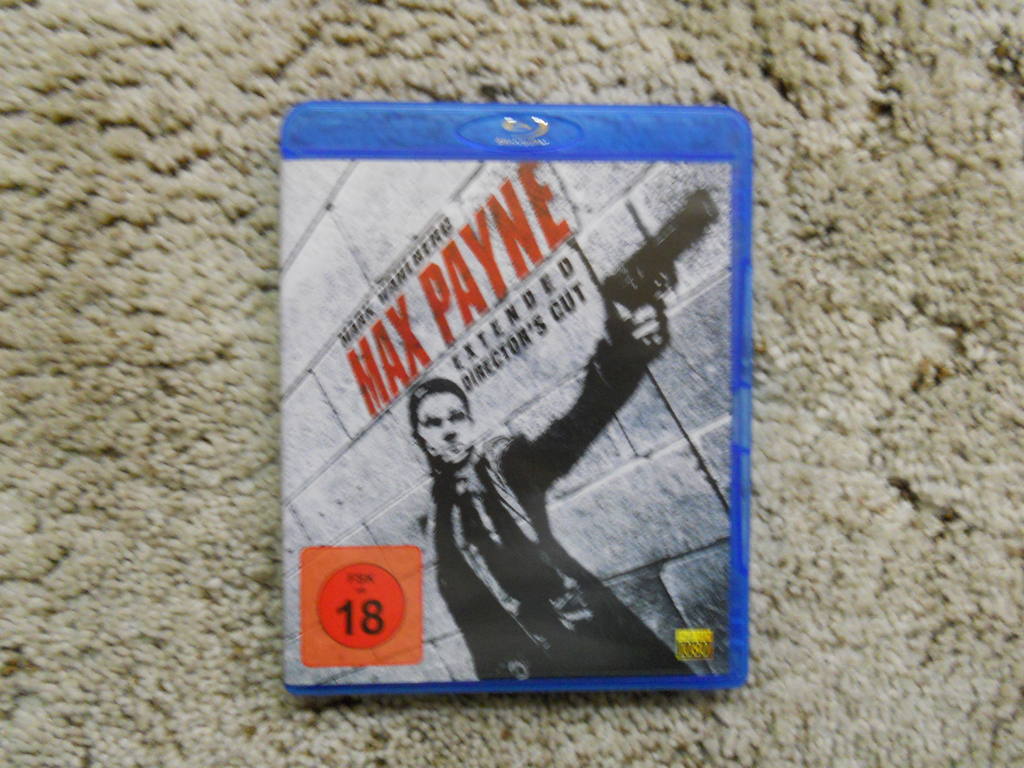 MARK WAHLBERG
MAX PAYNE
EXTENDED
DIRECTOR'S CUT
FSK
18